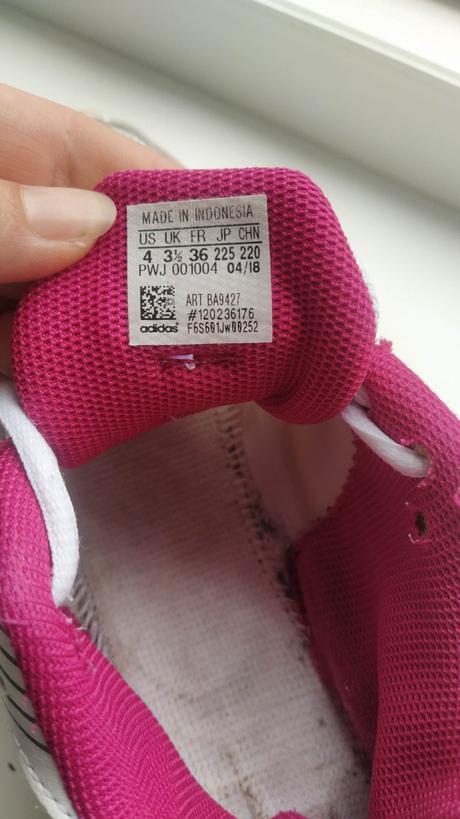 MADE IN INDONESIA
US UK FR JP CHN
4 3½ 36 225 220
PWJ 001004 04/18
ART BA9427
#120236176
adidas F6S601Jw00252